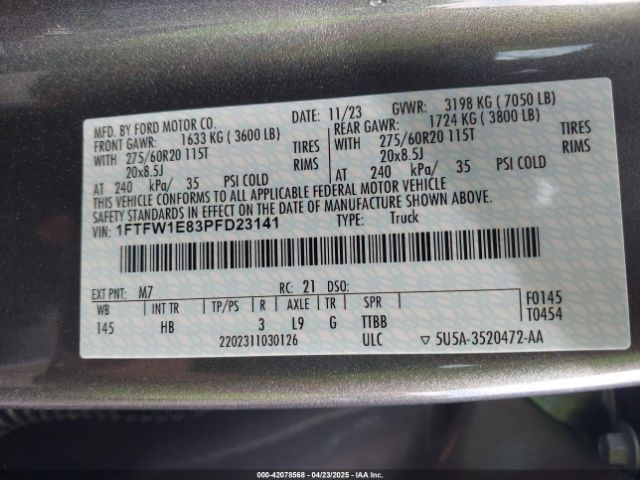 MFD. BY FORD MOTOR CO.
DATE: 11/23 GVWR: 3198 KG ( 7050 LB)
FRONT GAWR: 1633 KG ( 3600 LB)
REAR GAWR: 1724 KG ( 3800 LB)
WITH 275/60R20 115T TIRES
WITH 275/60R20 115T TIRES
20x8.5J RIMS
20x8.5J RIMS
AT 240 kPa/ 35 PSI COLD
AT 240 kPa/ 35 PSI COLD
THIS VEHICLE CONFORMS TO ALL APPLICABLE FEDERAL MOTOR VEHICLE
SAFETY STANDARDS IN EFFECT ON THE DATE OF MANUFACTURE SHOWN ABOVE.
VIN: 1FTFW1E83PFD23141 TYPE: Truck
EXT PNT: M7 RC: 21 DSO:
WB INT TR TP/PS R AXLE TR SPR
145 HB 3 L9 G TTBB
F0145
T0454
2202311030126 ULC ▽ 5U5A-3520472-AA
000-42078568 - 04/23/2025 - IAA Inc.